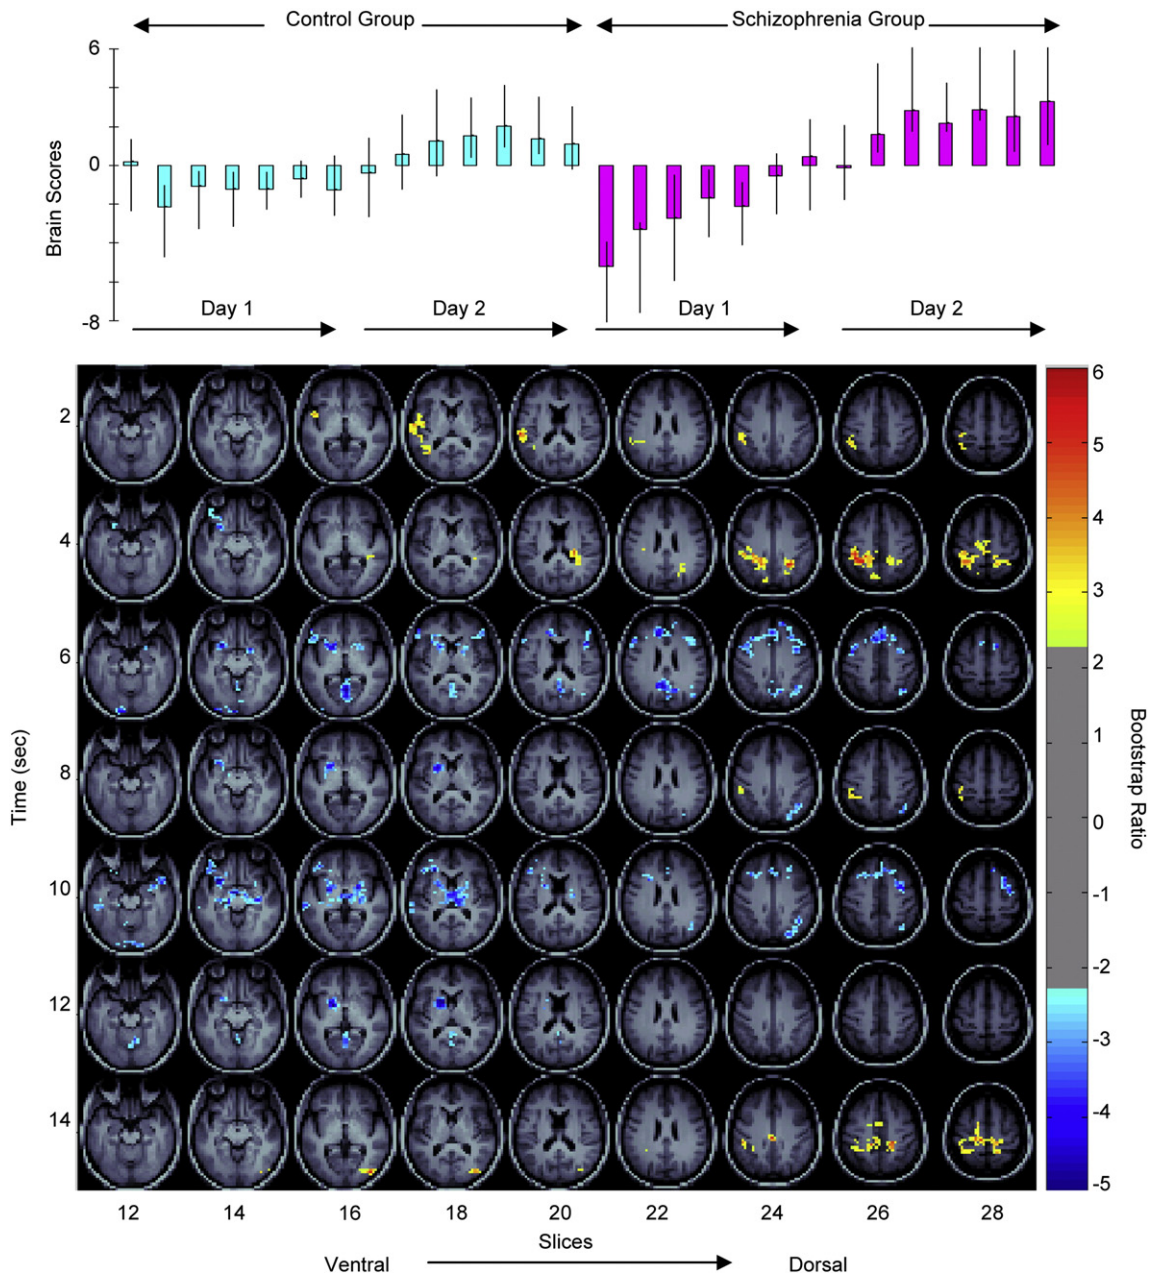 Control Group Schizophrenia Group
6
0
-8
Brain Scores
Day 1 Day 2 Day 1 Day 2
2
4
6
8
10
12
14
Time (sec)
6
5
4
3
2
1
0
-1
-2
-3
-4
-5
Bootstrap Ratio
12 14 16 18 20 22 24 26 28
Slices
Ventral Dorsal